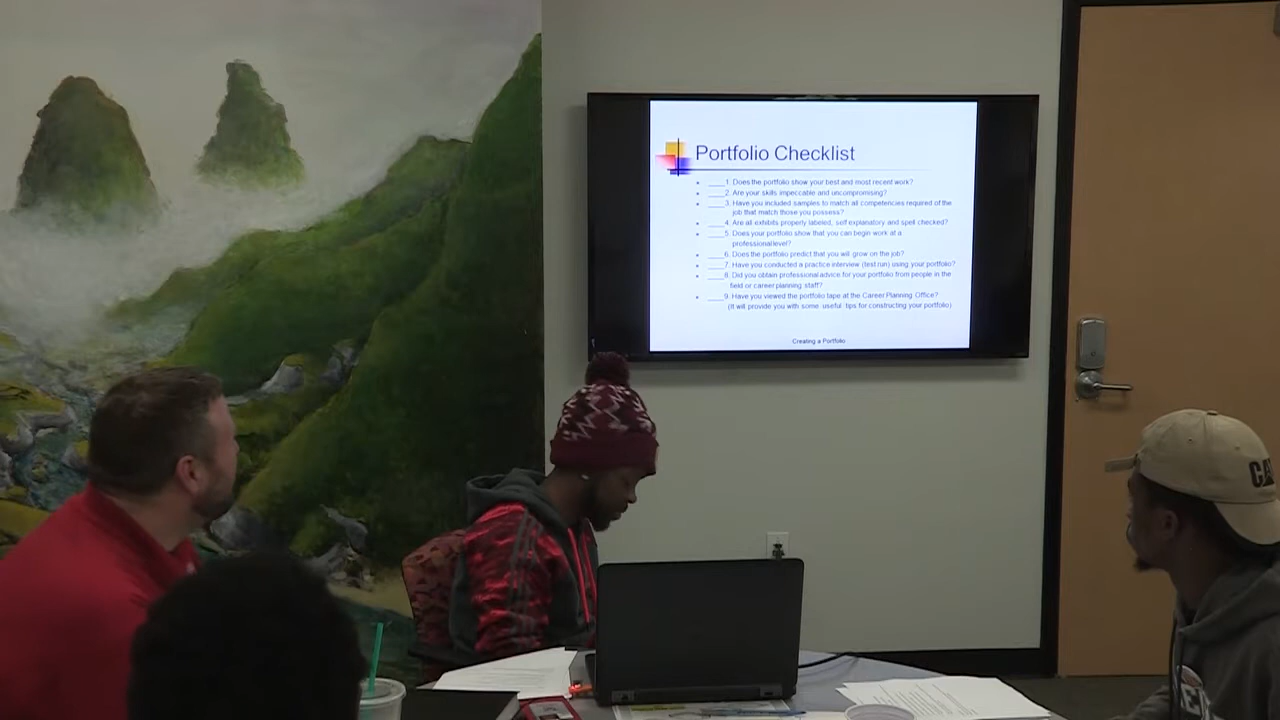 Portfolio Checklist
____1. Does the portfolio show your best and most recent work?
____2. Are your skills impeccable and uncompromising?
____3. Have you included samples to match all competencies required of the
job that match those you possess?
____4. Are all exhibits properly labeled, self explanatory and spell checked?
____5. Does your portfolio show that you can begin work at a
professional level?
____6. Does the portfolio predict that you will grow on the job?
____7. Have you conducted a practice interview (test run) using your portfolio?
____8. Did you obtain professional advice for your portfolio from people in the
field or career planning staff?
____9. Have you viewed the portfolio tape at the Career Planning Office?
(It will provide you with some useful tips for constructing your portfolio)
Creating a Portfolio